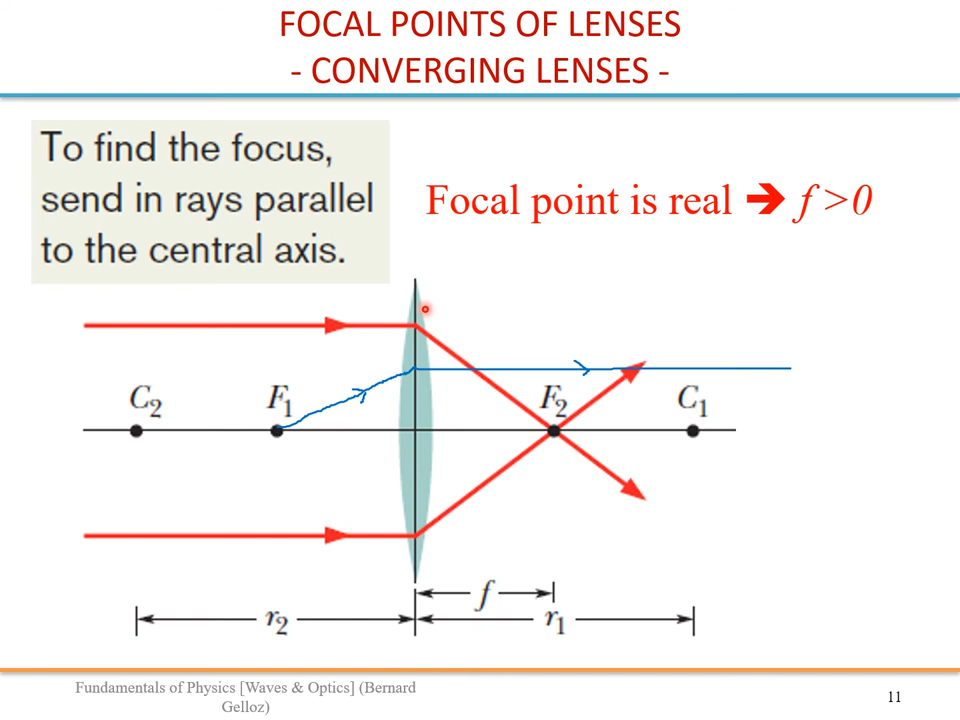 FOCAL POINTS OF LENSES
- CONVERGING LENSES -
To find the focus,
send in rays parallel
to the central axis.
Focal point is real ➔ f >0
C₂ F₁ F₂ C₁
f
r₂ r₁
Fundamentals of Physics [Waves & Optics] (Bernard
Gelloz)
11